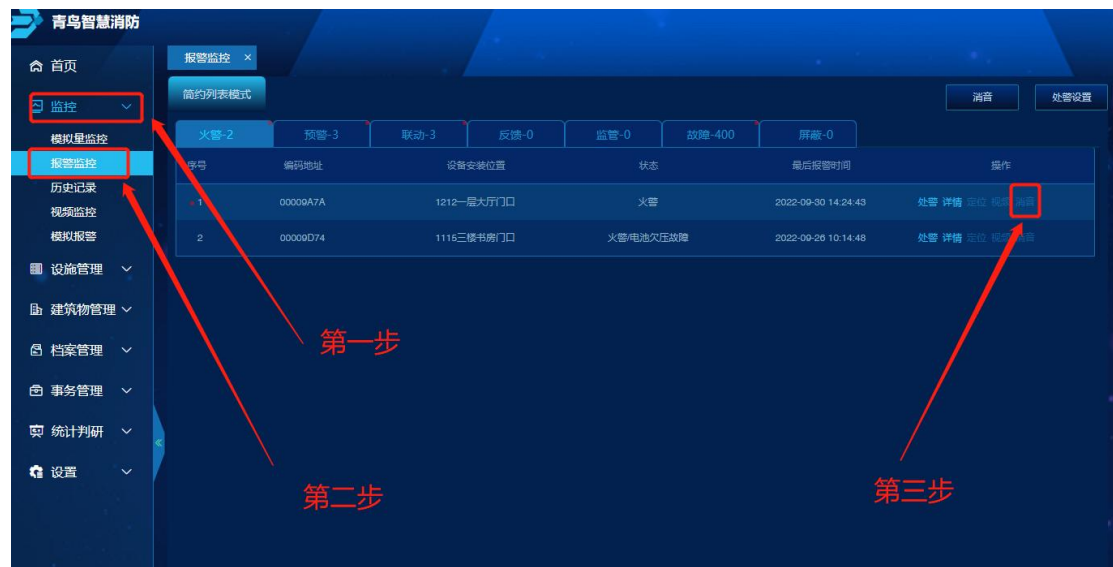 青鸟智慧消防
首页
报警监控 ×
监控
简约列表模式
消音
处警设置
模拟量监控
报警监控
历史记录
视频监控
模拟报警
设施管理
建筑物管理
档案管理
事务管理
统计判研
设置
火警-2
预警-3
联动-3
反馈-0
监管-0
故障-400
屏蔽-0
序号 编码地址 设备安装位置 状态 最后报警时间 操作
1 00009A7A 1212一层大厅门口 火警 2022-09-30 14:24:43 处警 详情 定位 视频 消音
2 00009D74 1115三楼书房门口 火警/电池欠压故障 2022-09-26 10:14:48 处警 详情 定位 视频 消音
第一步
第二步
第三步